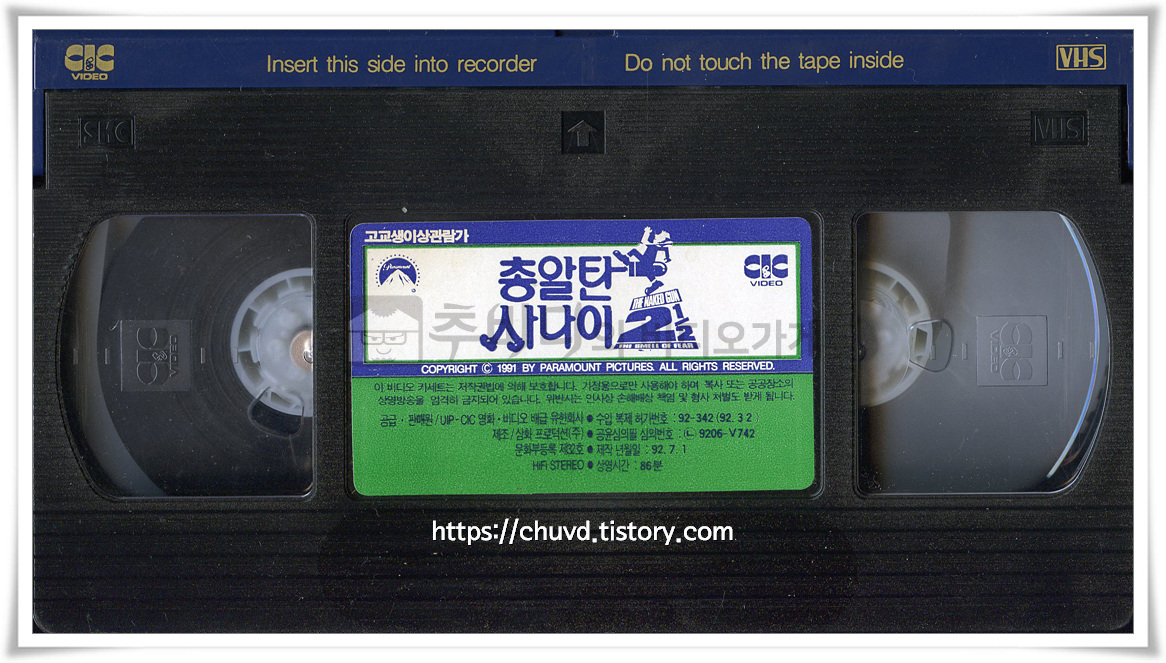 CIC VIDEO
Insert this side into recorder
Do not touch the tape inside
VHS
SKC
VHS
고교생이상관람가
Paramount
총알탄
사나이
THE NAKED GUN
2 1/2
THE SMELL OF FEAR
CIC VIDEO
COPYRIGHT © 1991 BY PARAMOUNT PICTURES. ALL RIGHTS RESERVED.
이 비디오 카세트는 저작권법에 의해 보호합니다. 가정용으로만 사용해야 하며 복사 또는 공공장소의
상영방송을 엄격히 금지되어 있습니다. 위반시는 민사상 손해배상 책임 및 형사 처벌도 받게 됩니다.
공급·판매원/UIP-CIC 영화·비디오 배급 유한회사 ● 수입 복제 허가번호 : 92-342 (92. 3. 2)
제조/삼화 프로덕션(주) ● 공윤심의필 심의번호 : 9206-V742
문화부등록 제32호 ● 제작 년월일 : 92. 7. 1
HiFi STEREO ● 상영시간 : 86분
CIC VIDEO
CIC VIDEO
https://chuvd.tistory.com